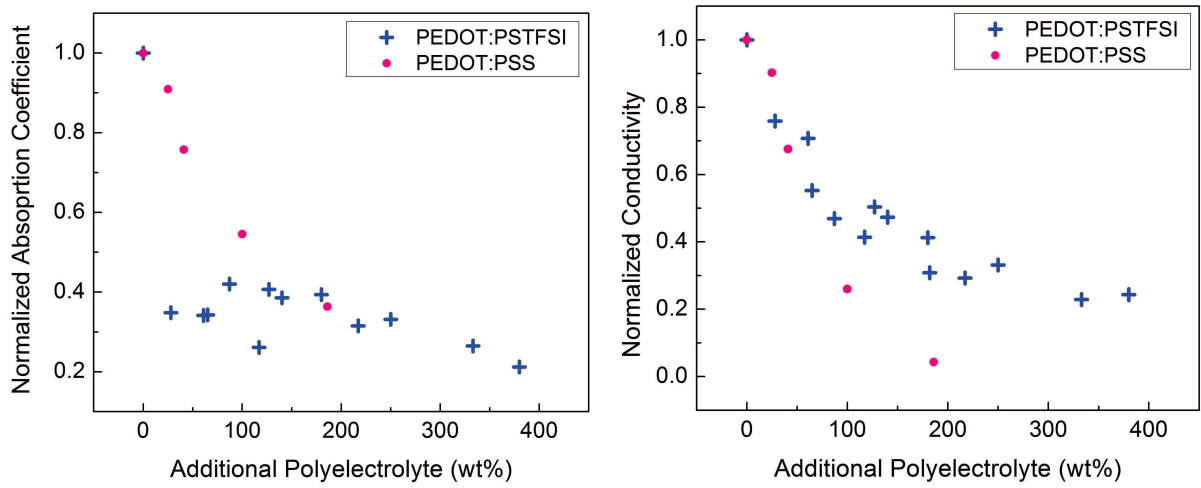 PEDOT:PSTFSI
PEDOT:PSS
1.0
0.8
0.6
0.4
0.2
0
100
200
300
400
Normalized Absoprtion Coefficient
Additional Polyelectrolyte (wt%)
PEDOT:PSTFSI
PEDOT:PSS
1.0
0.8
0.6
0.4
0.2
0.0
0
100
200
300
400
Normalized Conductivity
Additional Polyelectrolyte (wt%)